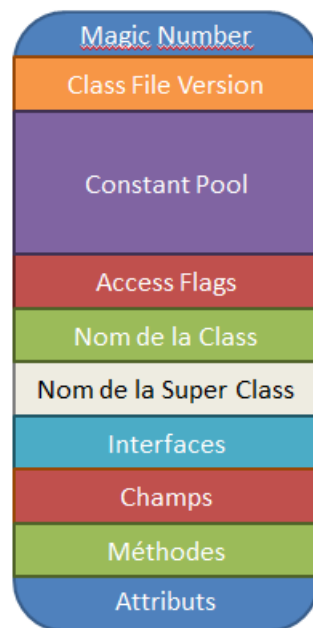 Magic Number
Class File Version
Constant Pool
Access Flags
Nom de la Class
Nom de la Super Class
Interfaces
Champs
Méthodes
Attributs